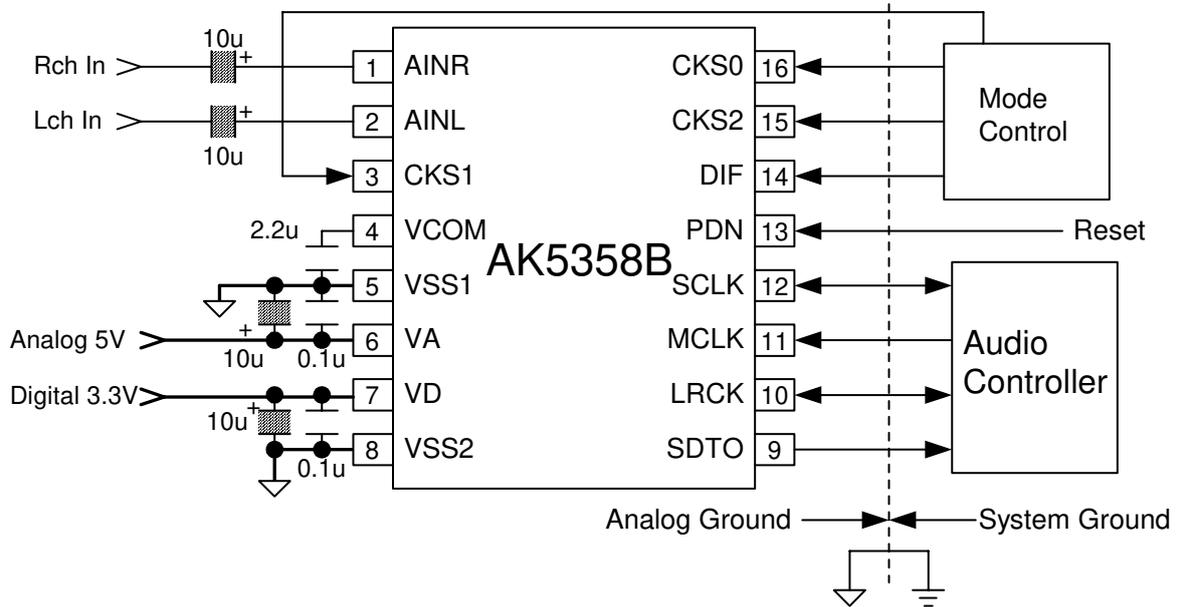 10u
+
Rch In
1
AINR
CKS0
16
Mode
Control
Lch In
+
2
AINL
CKS2
15
10u
3
CKS1
DIF
14
2.2u
4
VCOM
PDN
13
Reset
AK5358B
5
VSS1
SCLK
12
Analog 5V
+
10u
0.1u
6
VA
MCLK
11
Audio
Controller
Digital 3.3V
10u
+
7
VD
LRCK
10
0.1u
8
VSS2
SDTO
9
Analog Ground
System Ground